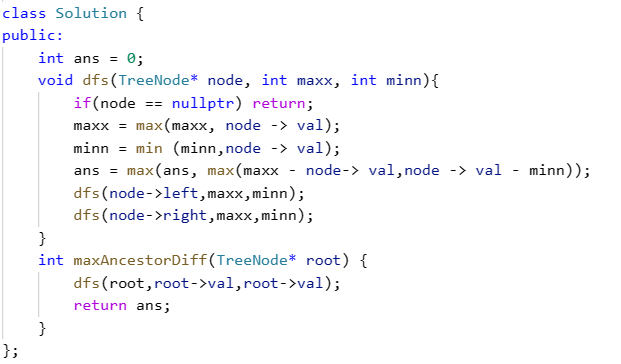 class Solution {
public:
    int ans = 0;
    void dfs(TreeNode* node, int maxx, int minn){
        if(node == nullptr) return;
        maxx = max(maxx, node -> val);
        minn = min (minn,node -> val);
        ans = max(ans, max(maxx - node-> val,node -> val - minn));
        dfs(node->left,maxx,minn);
        dfs(node->right,maxx,minn);
    }
    int maxAncestorDiff(TreeNode* root) {
        dfs(root,root->val,root->val);
        return ans;
    }
};